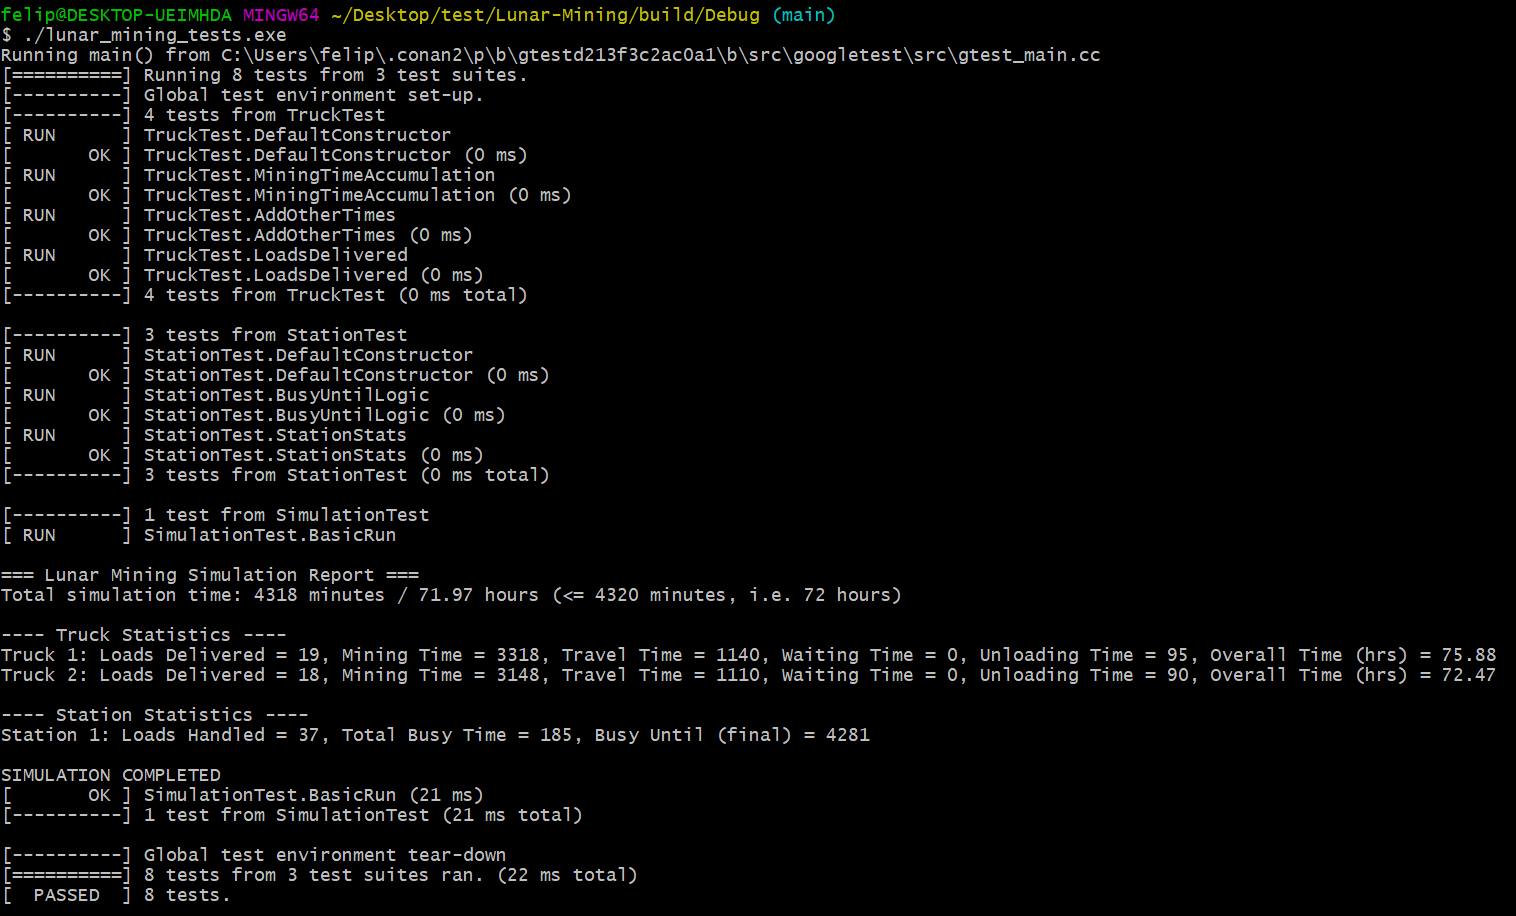 felip@DESKTOP-UEIMHDA MINGW64 ~/Desktop/test/Lunar-Mining/build/Debug (main)
$ ./lunar_mining_tests.exe
Running main() from C:\Users\felip\.conan2\p\b\gtestd213f3c2ac0a1\b\src\googletest\src\gtest_main.cc
[==========] Running 8 tests from 3 test suites.
[----------] Global test environment set-up.
[----------] 4 tests from TruckTest
[ RUN      ] TruckTest.DefaultConstructor
[       OK ] TruckTest.DefaultConstructor (0 ms)
[ RUN      ] TruckTest.MiningTimeAccumulation
[       OK ] TruckTest.MiningTimeAccumulation (0 ms)
[ RUN      ] TruckTest.AddOtherTimes
[       OK ] TruckTest.AddOtherTimes (0 ms)
[ RUN      ] TruckTest.LoadsDelivered
[       OK ] TruckTest.LoadsDelivered (0 ms)
[----------] 4 tests from TruckTest (0 ms total)

[----------] 3 tests from StationTest
[ RUN      ] StationTest.DefaultConstructor
[       OK ] StationTest.DefaultConstructor (0 ms)
[ RUN      ] StationTest.BusyUntilLogic
[       OK ] StationTest.BusyUntilLogic (0 ms)
[ RUN      ] StationTest.StationStats
[       OK ] StationTest.StationStats (0 ms)
[----------] 3 tests from StationTest (0 ms total)

[----------] 1 test from SimulationTest
[ RUN      ] SimulationTest.BasicRun

=== Lunar Mining Simulation Report ===
Total simulation time: 4318 minutes / 71.97 hours (<= 4320 minutes, i.e. 72 hours)

---- Truck Statistics ----
Truck 1: Loads Delivered = 19, Mining Time = 3318, Travel Time = 1140, Waiting Time = 0, Unloading Time = 95, Overall Time (hrs) = 75.88
Truck 2: Loads Delivered = 18, Mining Time = 3148, Travel Time = 1110, Waiting Time = 0, Unloading Time = 90, Overall Time (hrs) = 72.47

---- Station Statistics ----
Station 1: Loads Handled = 37, Total Busy Time = 185, Busy Until (final) = 4281

SIMULATION COMPLETED
[       OK ] SimulationTest.BasicRun (21 ms)
[----------] 1 test from SimulationTest (21 ms total)

[----------] Global test environment tear-down
[==========] 8 tests from 3 test suites ran. (22 ms total)
[  PASSED  ] 8 tests.